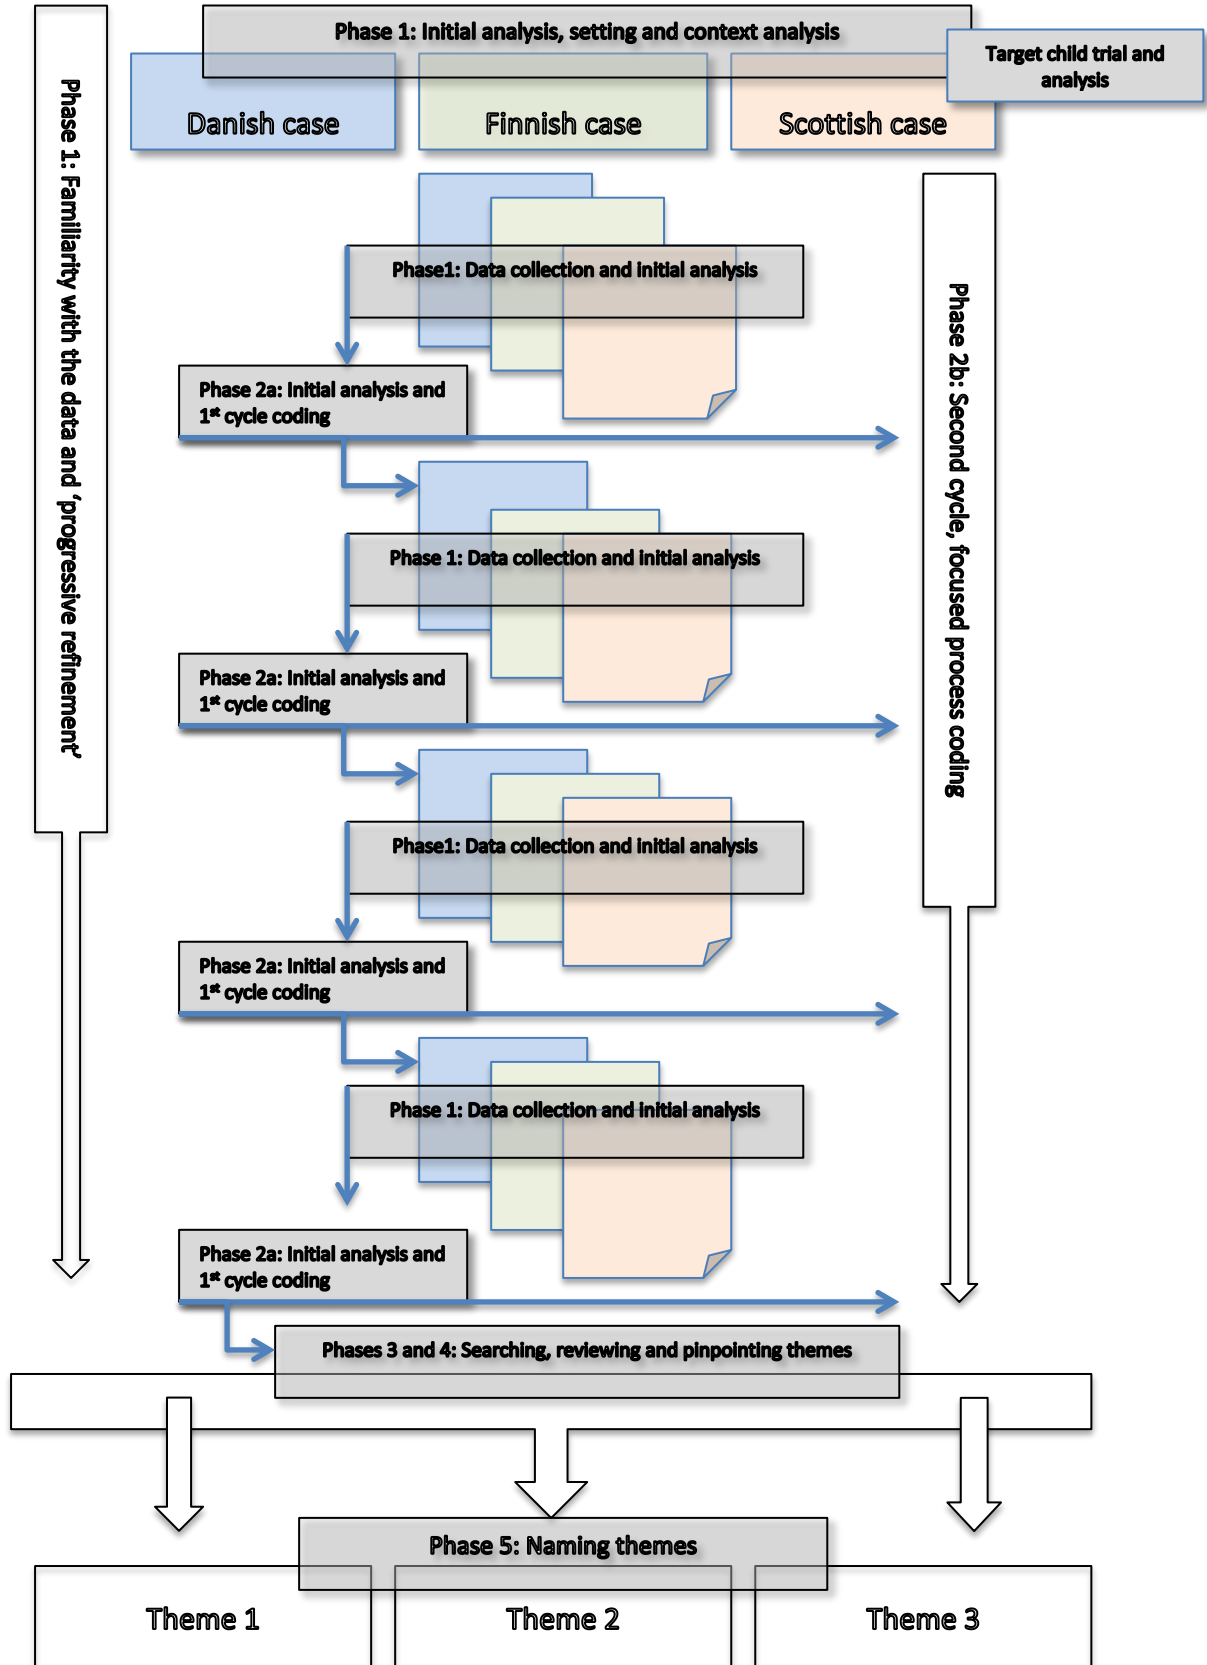 Phase 1: Initial analysis, setting and context analysis
Target child trial and
analysis
Danish case
Finnish case
Scottish case
Phase 1: Familiarity with the data and ‘progressive refinement’
Phase1: Data collection and initial analysis
Phase 2a: Initial analysis and
1st cycle coding
Phase 2b: Second cycle, focused process coding
Phase 1: Data collection and initial analysis
Phase 2a: Initial analysis and
1st cycle coding
Phase1: Data collection and initial analysis
Phase 2a: Initial analysis and
1st cycle coding
Phase 1: Data collection and initial analysis
Phase 2a: Initial analysis and
1st cycle coding
Phases 3 and 4: Searching, reviewing and pinpointing themes
Phase 5: Naming themes
Theme 1
Theme 2
Theme 3